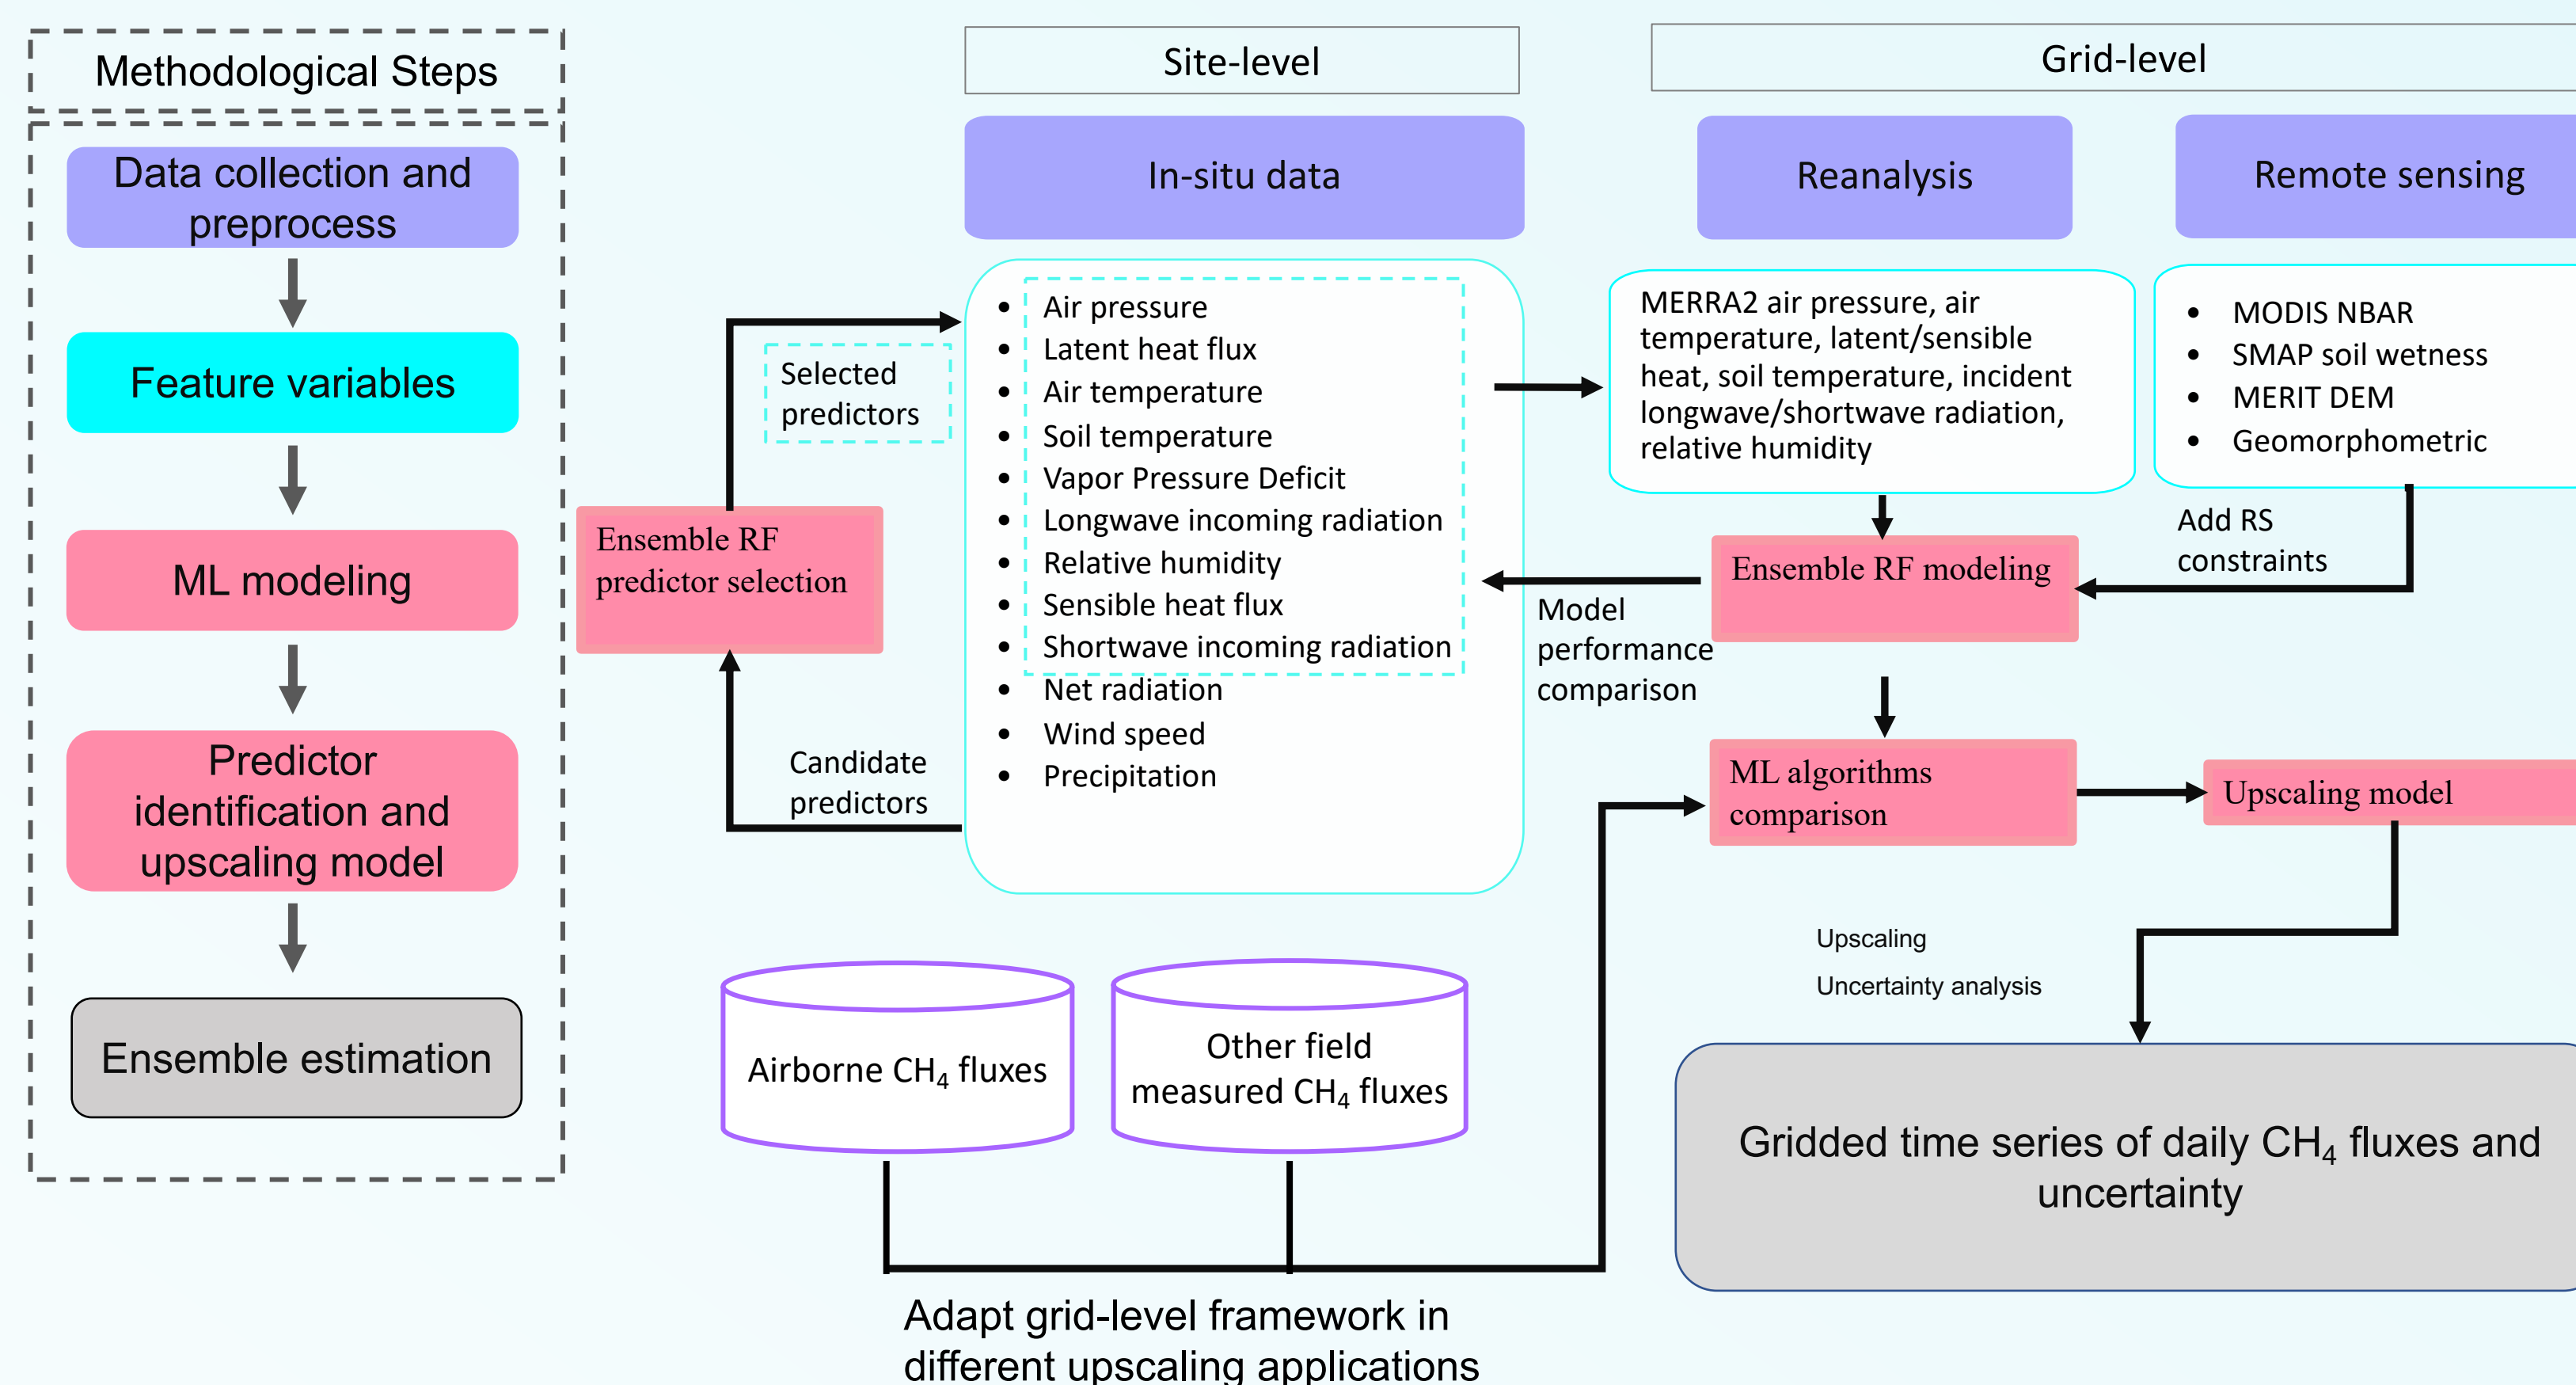 Methodological Steps
Data collection and
preprocess
Feature variables
ML modeling
Predictor
identification and
upscaling model
Ensemble estimation
Site-level
In-situ data
• Air pressure
• Latent heat flux
• Air temperature
• Soil temperature
• Vapor Pressure Deficit
• Longwave incoming radiation
• Relative humidity
• Sensible heat flux
• Shortwave incoming radiation
• Net radiation
• Wind speed
• Precipitation
Selected
predictors
Ensemble RF
predictor selection
Candidate
predictors
Airborne CH₄ fluxes
Other field
measured CH₄ fluxes
Adapt grid-level framework in
different upscaling applications
Grid-level
Reanalysis
Remote sensing
MERRA2 air pressure, air
temperature, latent/sensible
heat, soil temperature, incident
longwave/shortwave radiation,
relative humidity
• MODIS NBAR
• SMAP soil wetness
• MERIT DEM
• Geomorphometric
Add RS
constraints
Ensemble RF modeling
Model
performance
comparison
ML algorithms
comparison
Upscaling model
Upscaling
Uncertainty analysis
Gridded time series of daily CH₄ fluxes and
uncertainty